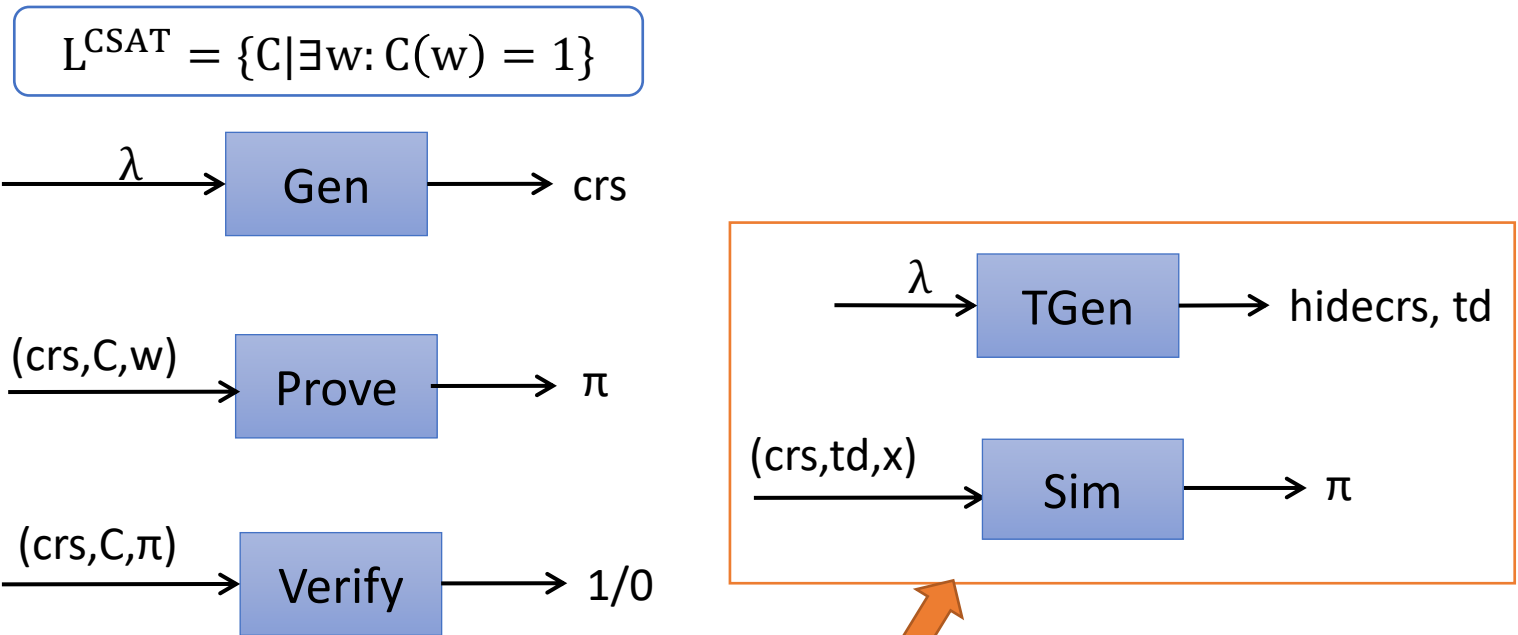 L^CSAT = {C|∃w: C(w) = 1}
λ
Gen
crs
(crs,C,w)
Prove
π
(crs,C,π)
Verify
1/0
λ
TGen
hidecrs, td
(crs,td,x)
Sim
π